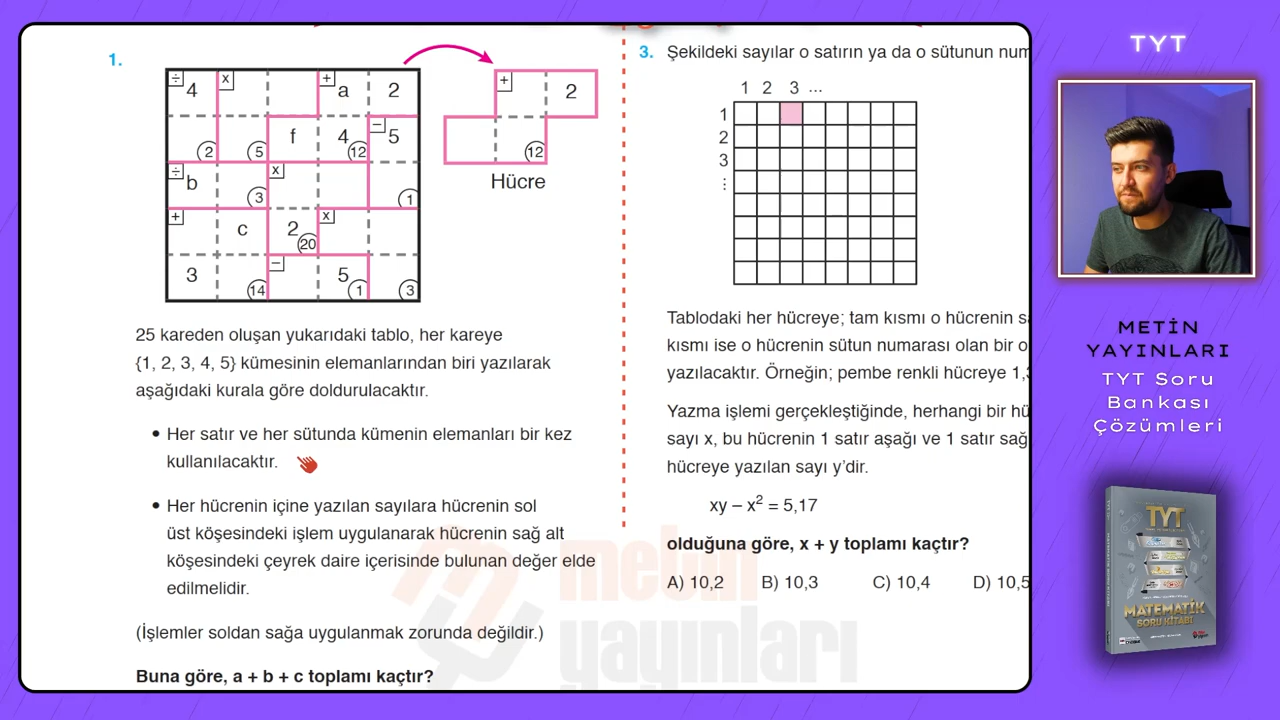 1.
÷ x + 
4 a 2
f 4 − 5
2 5 12
÷ b x
3 1
+ c 2 x
20
3 − 5
14 1 3
+ 2
12
Hücre
25 kareden oluşan yukarıdaki tablo, her kareye
{1, 2, 3, 4, 5} kümesinin elemanlarından biri yazılarak
aşağıdaki kurala göre doldurulacaktır.
• Her satır ve her sütunda kümenin elemanları bir kez
kullanılacaktır.
• Her hücrenin içine yazılan sayılara hücrenin sol
üst köşesindeki işlem uygulanarak hücrenin sağ alt
köşesindeki çeyrek daire içerisinde bulunan değer elde
edilmelidir.
(İşlemler soldan sağa uygulanmak zorunda değildir.)
Buna göre, a + b + c toplamı kaçtır?
3. Şekildeki sayılar o satırın ya da o sütunun num
1 2 3 ...
1
2
3
⋮
Tablodaki her hücreye; tam kısmı o hücrenin sa
kısmı ise o hücrenin sütun numarası olan bir o
yazılacaktır. Örneğin; pembe renkli hücreye 1,3
Yazma işlemi gerçekleştiğinde, herhangi bir hü
sayı x, bu hücrenin 1 satır aşağı ve 1 satır sağ
hücreye yazılan sayı y’dir.
xy – x² = 5,17
olduğuna göre, x + y toplamı kaçtır?
A) 10,2 B) 10,3 C) 10,4 D) 10,5
metin
yayınları
TYT
METİN
YAYINLARI
TYT Soru
Bankası
Çözümleri
TYT
MATEMATİK
SORU KİTABI